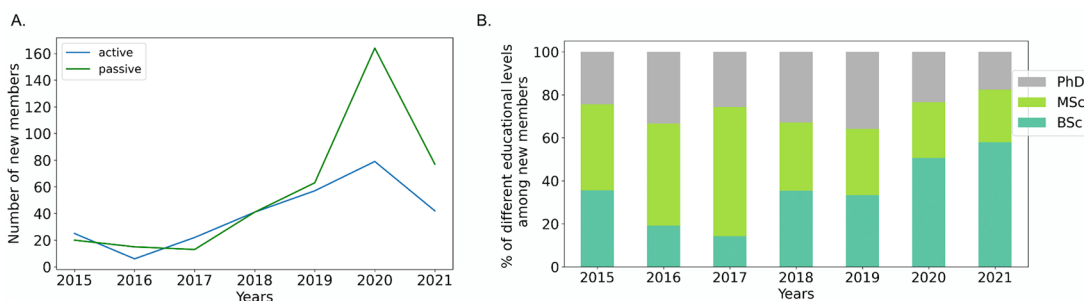 A.
active
passive
Number of new members
160
140
120
100
80
60
40
20
0
2015 2016 2017 2018 2019 2020 2021
Years
B.
% of different educational levels
among new members
100
80
60
40
20
0
PhD
MSc
BSc
2015 2016 2017 2018 2019 2020 2021
Years